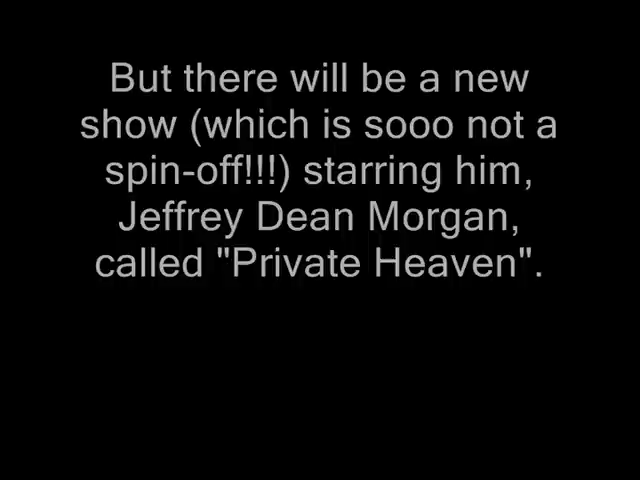 But there will be a new
show (which is sooo not a
spin-off!!!) starring him,
Jeffrey Dean Morgan,
called "Private Heaven".